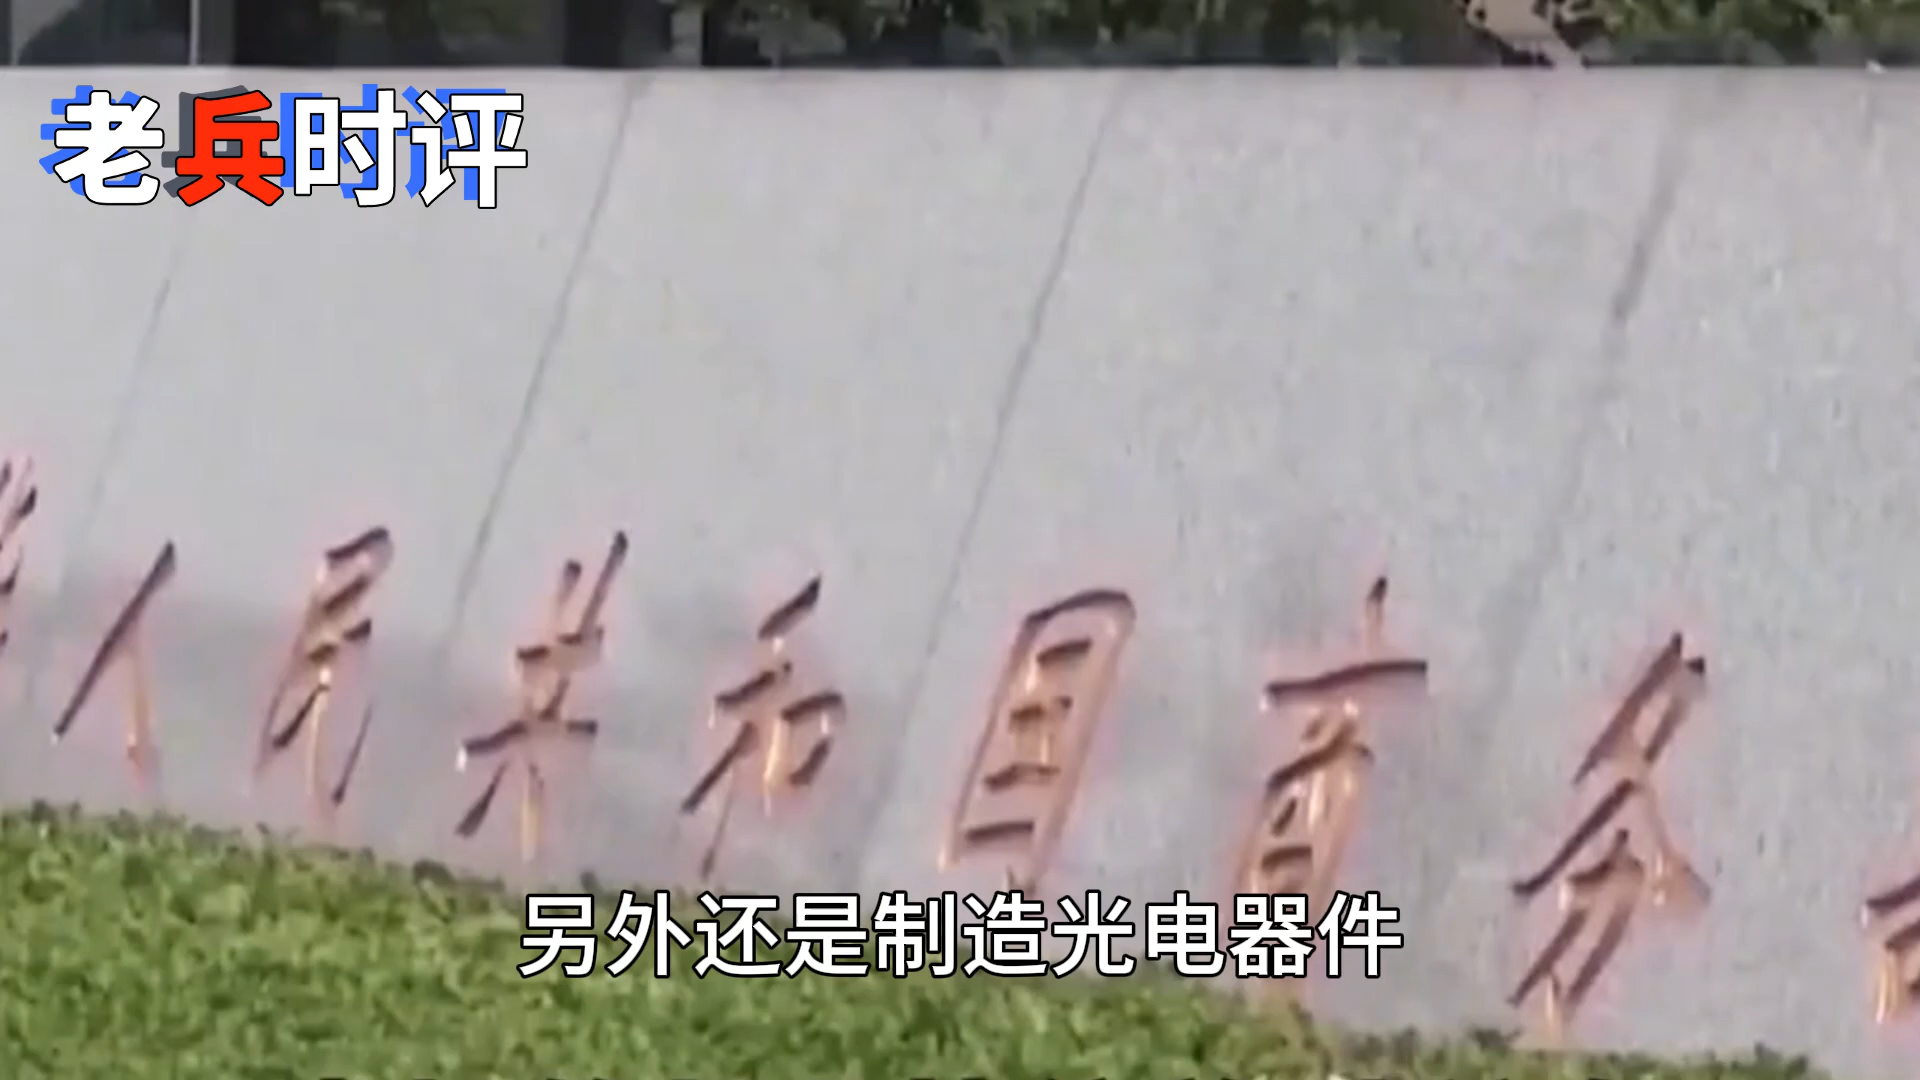 老兵时评
人民共和国商务
另外还是制造光电器件